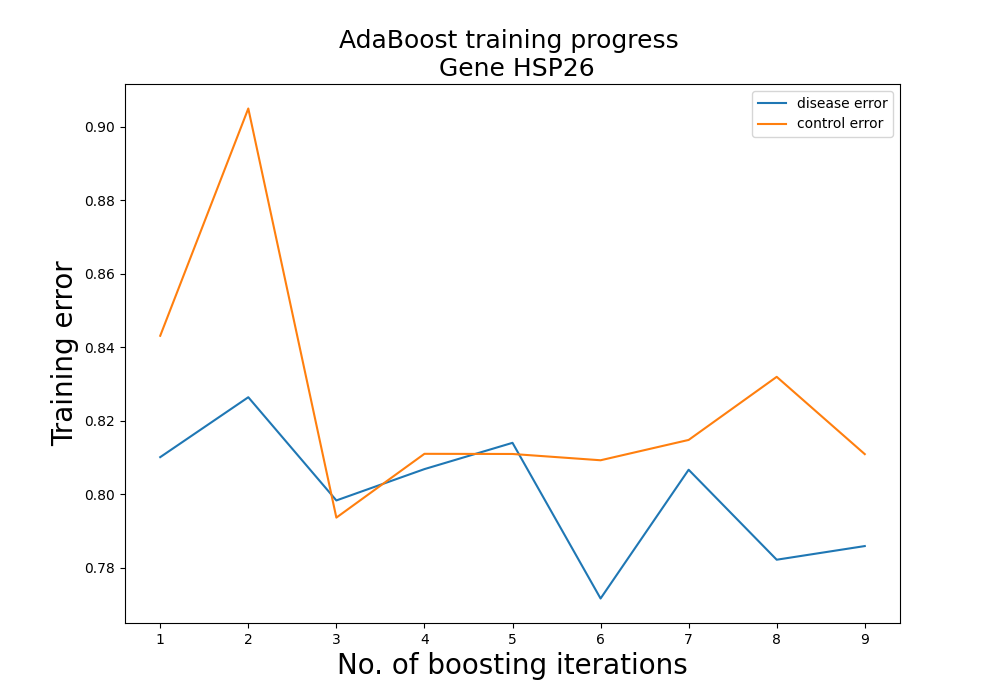 AdaBoost training progress
Gene HSP26
disease error
control error
Training error
0.90
0.88
0.86
0.84
0.82
0.80
0.78
1 2 3 4 5 6 7 8 9
No. of boosting iterations